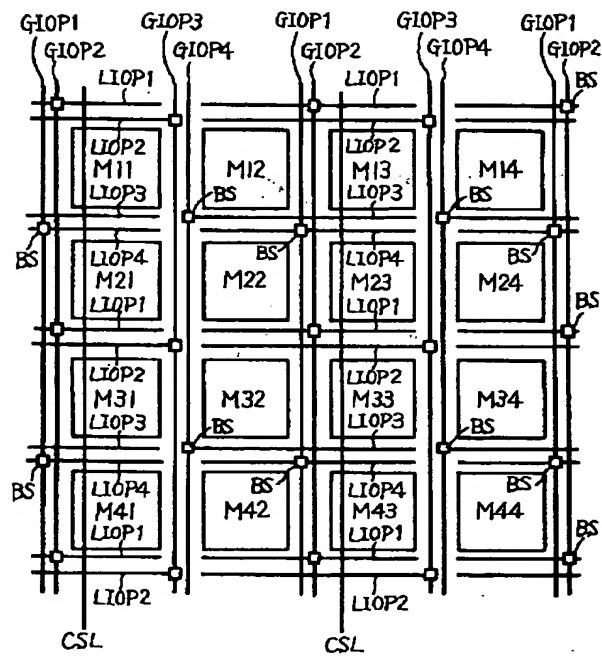 GIOP1 GIOP3 GIOP1 GIOP3 GIOP1
GIOP2 GIOP4 GIOP2 GIOP4 GIOP2
LIOP1 LIOP1 BS
LIOP2 LIOP2
M11 M12 M13 M14
LIOP3 BS LIOP3 BS
BS BS BS
LIOP4 LIOP4
M21 M22 M23 M24
LIOP1 LIOP1 BS
LIOP2 LIOP2
M31 M32 M33 M34
LIOP3 BS LIOP3 BS
BS BS BS
LIOP4 LIOP4
M41 M42 M43 M44
LIOP1 LIOP1 BS
LIOP2 LIOP2
CSL CSL